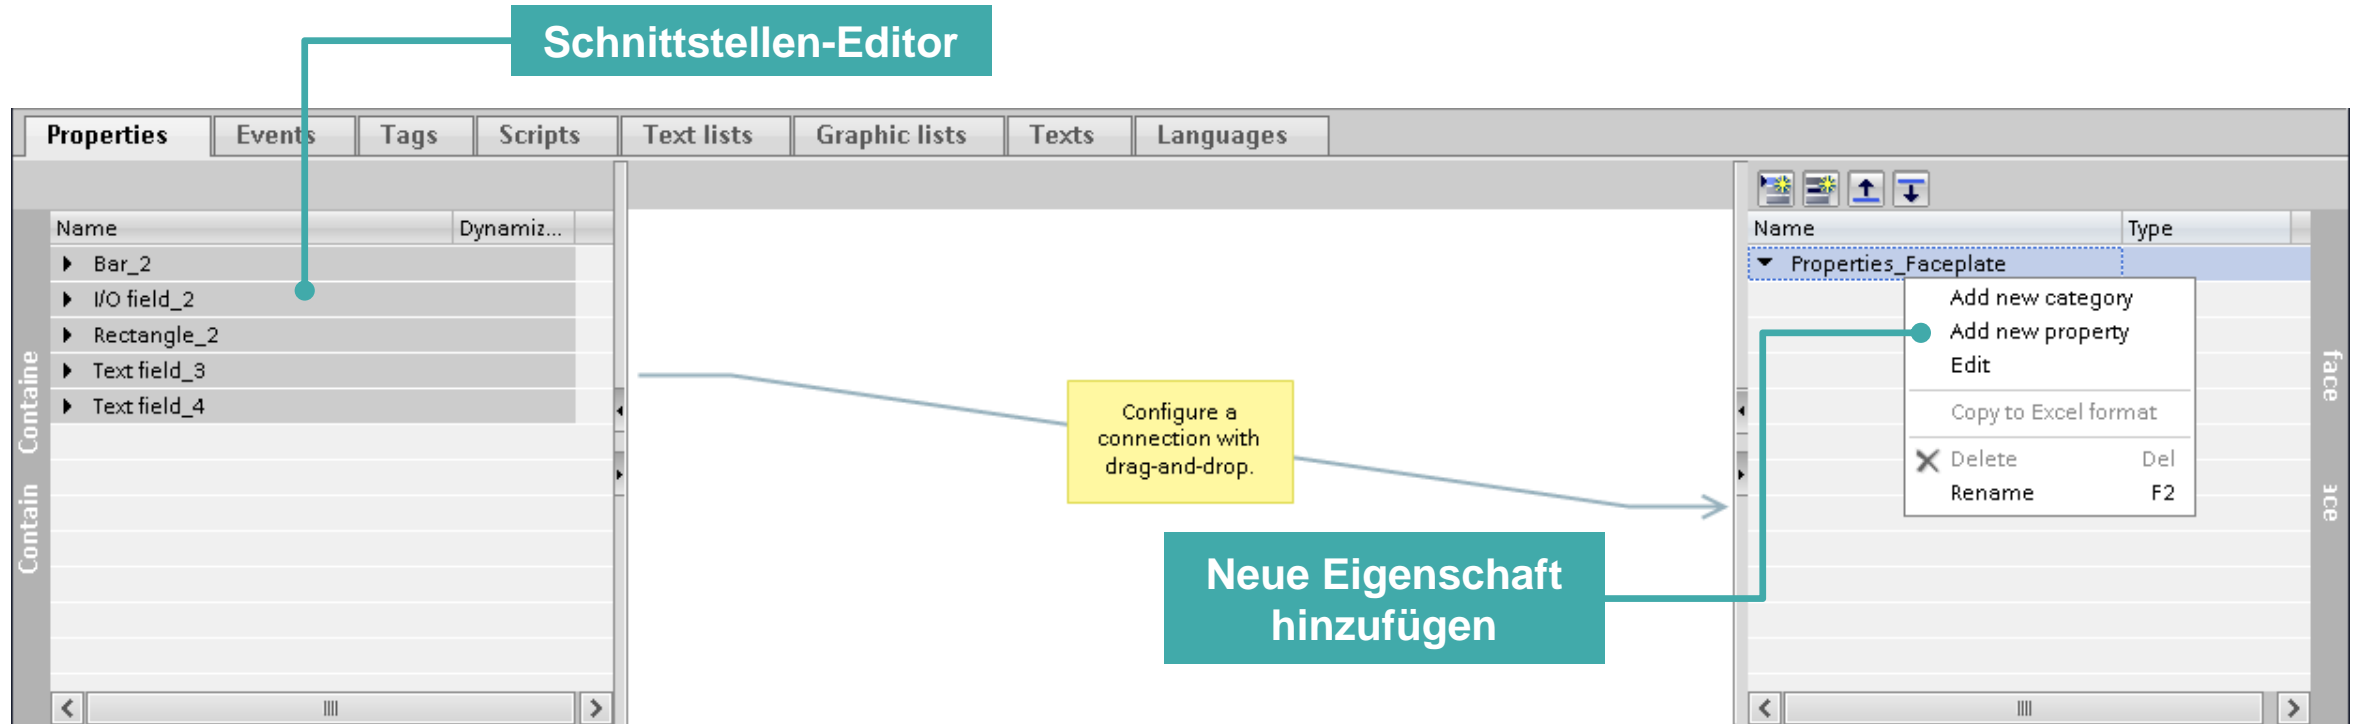 Schnittstellen-Editor
Properties Events Tags Scripts Text lists Graphic lists Texts Languages
Name Dynamiz...
Bar_2
I/O field_2
Rectangle_2
Text field_3
Text field_4
Containe
Contain
Configure a
connection with
drag-and-drop.
Neue Eigenschaft
hinzufügen
Name Type
Properties_Faceplate
Add new category
Add new property
Edit
Copy to Excel format
Delete Del
Rename F2
face
ace